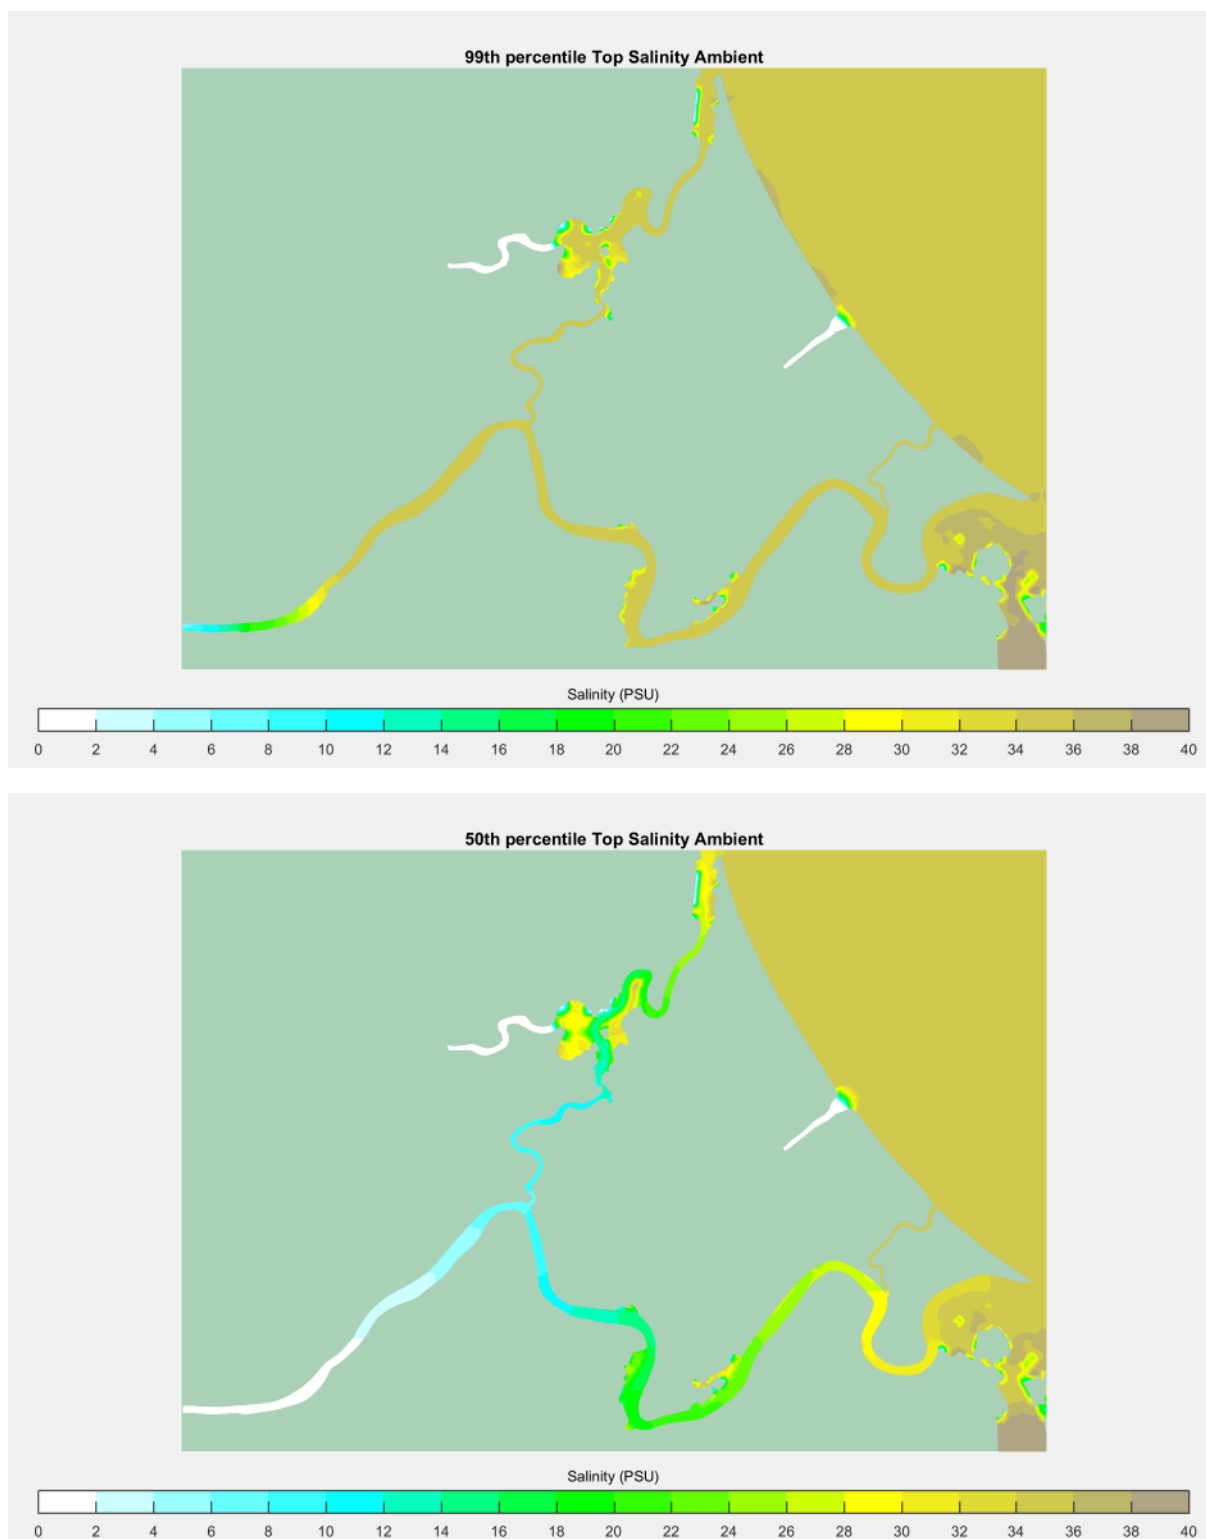 99th percentile Top Salinity Ambient
Salinity (PSU)
0 2 4 6 8 10 12 14 16 18 20 22 24 26 28 30 32 34 36 38 40
50th percentile Top Salinity Ambient
Salinity (PSU)
0 2 4 6 8 10 12 14 16 18 20 22 24 26 28 30 32 34 36 38 40